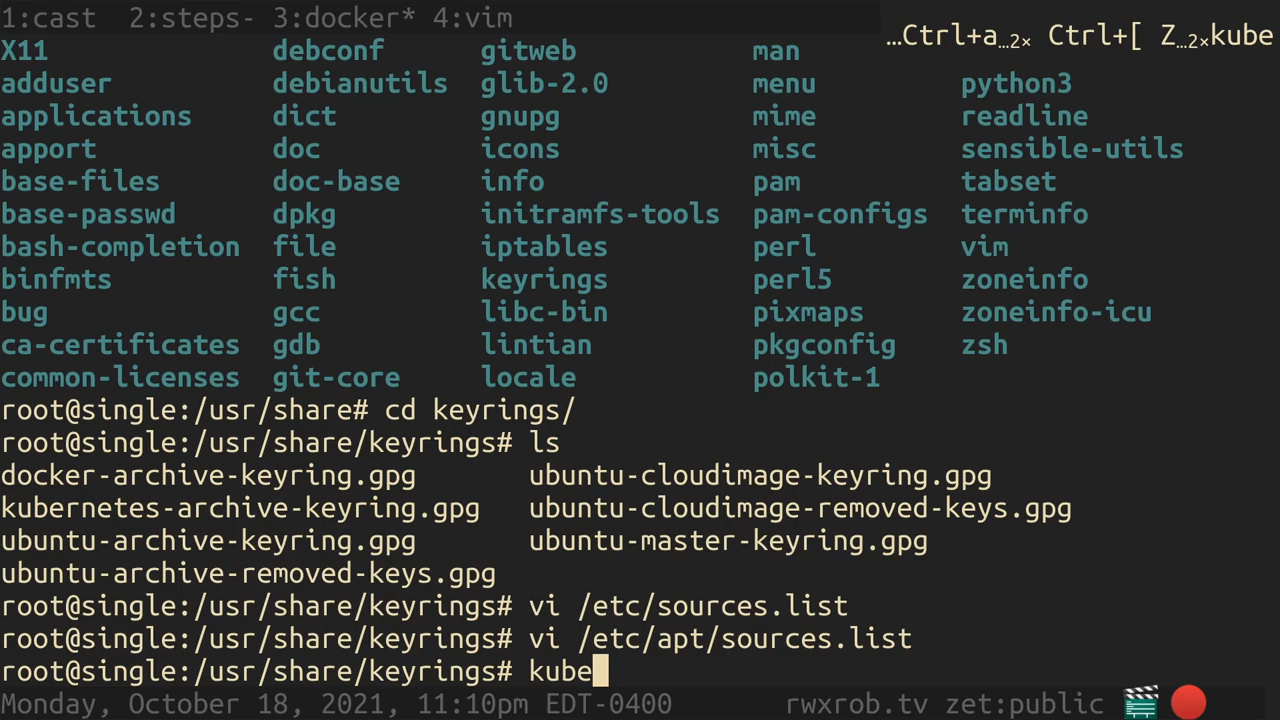 1:cast  2:steps- 3:docker* 4:vim
…Ctrl+a…2× Ctrl+[ Z…2×kube
X11 debconf gitweb man
adduser debianutils glib-2.0 menu python3
applications dict gnupg mime readline
apport doc icons misc sensible-utils
base-files doc-base info pam tabset
base-passwd dpkg initramfs-tools pam-configs terminfo
bash-completion file iptables perl vim
binfmts fish keyrings perl5 zoneinfo
bug gcc libc-bin pixmaps zoneinfo-icu
ca-certificates gdb lintian pkgconfig zsh
common-licenses git-core locale polkit-1
root@single:/usr/share# cd keyrings/
root@single:/usr/share/keyrings# ls
docker-archive-keyring.gpg ubuntu-cloudimage-keyring.gpg
kubernetes-archive-keyring.gpg ubuntu-cloudimage-removed-keys.gpg
ubuntu-archive-keyring.gpg ubuntu-master-keyring.gpg
ubuntu-archive-removed-keys.gpg
root@single:/usr/share/keyrings# vi /etc/sources.list
root@single:/usr/share/keyrings# vi /etc/apt/sources.list
root@single:/usr/share/keyrings# kube
Monday, October 18, 2021, 11:10pm EDT-0400 rwxrob.tv zet:public